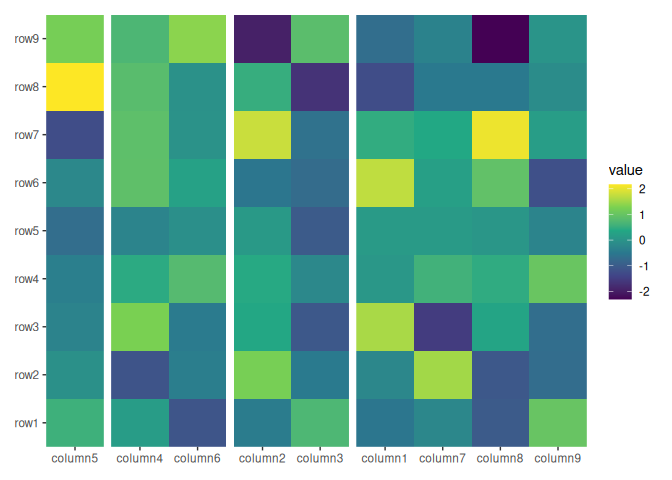 row9
row8
row7
row6
row5
row4
row3
row2
row1
column5 column4 column6 column2 column3 column1 column7 column8 column9
value
2
1
0
-1
-2